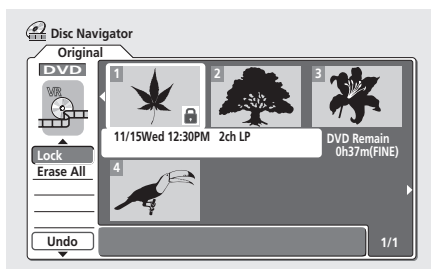 Disc Navigator
Original
DVD
VR
1
2
3
11/15Wed 12:30PM 2ch LP
DVD Remain
0h37m(FINE)
Lock
Erase All
4
Undo
1/1